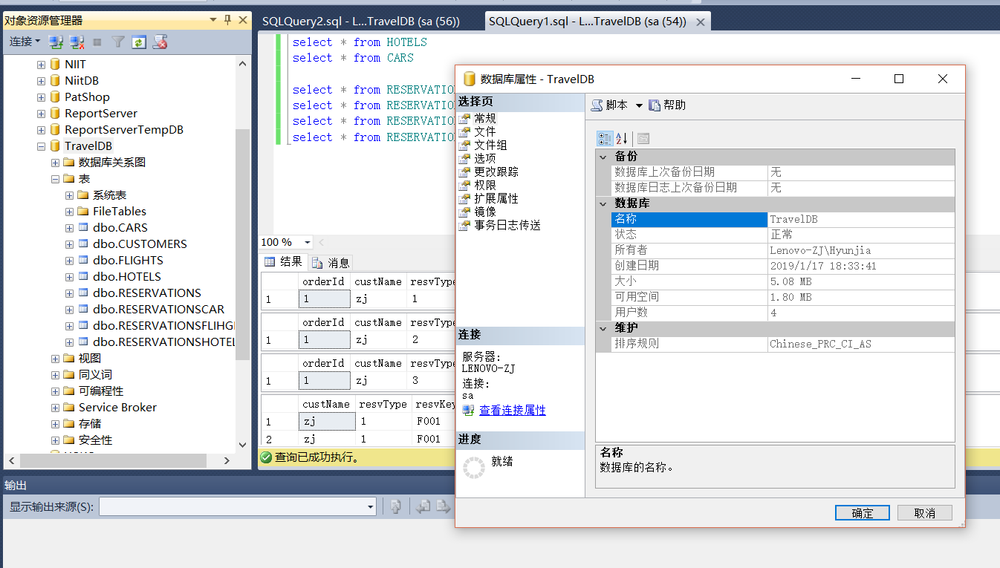 对象资源管理器
连接
NIIT
NiitDB
PatShop
ReportServer
ReportServerTempDB
TravelDB
数据库关系图
表
系统表
FileTables
dbo.CARS
dbo.CUSTOMERS
dbo.FLIGHTS
dbo.HOTELS
dbo.RESERVATIONS
dbo.RESERVATIONSCAR
dbo.RESERVATIONSFLIHG
dbo.RESERVATIONSHOTEL
视图
同义词
可编程性
Service Broker
存储
安全性
SQLQuery2.sql - L...TravelDB (sa (56))
SQLQuery1.sql - L...TravelDB (sa (54))
select * from HOTELS
select * from CARS
select * from RESERVATIO
select * from RESERVATIO
select * from RESERVATIO
select * from RESERVATIO
100 %
结果 消息
orderId custName resvType
1 1 zj 1
orderId custName resvType
1 1 zj 2
orderId custName resvType
1 1 zj 3
custName resvType resvKe
1 zj 1 F001
2 zj 1 F001
查询已成功执行。
数据库属性 - TravelDB
选择页
常规
文件
文件组
选项
更改跟踪
权限
扩展属性
镜像
事务日志传送
连接
服务器:
LENOVO-ZJ
连接:
sa
查看连接属性
进度
就绪
脚本 帮助
备份
数据库上次备份日期 无
数据库日志上次备份日期 无
数据库
名称 TravelDB
状态 正常
所有者 Lenovo-ZJ\Hyunjia
创建日期 2019/1/17 18:33:41
大小 5.08 MB
可用空间 1.80 MB
用户数 4
维护
排序规则 Chinese_PRC_CI_AS
名称
数据库的名称。
确定 取消
输出
显示输出来源(S):